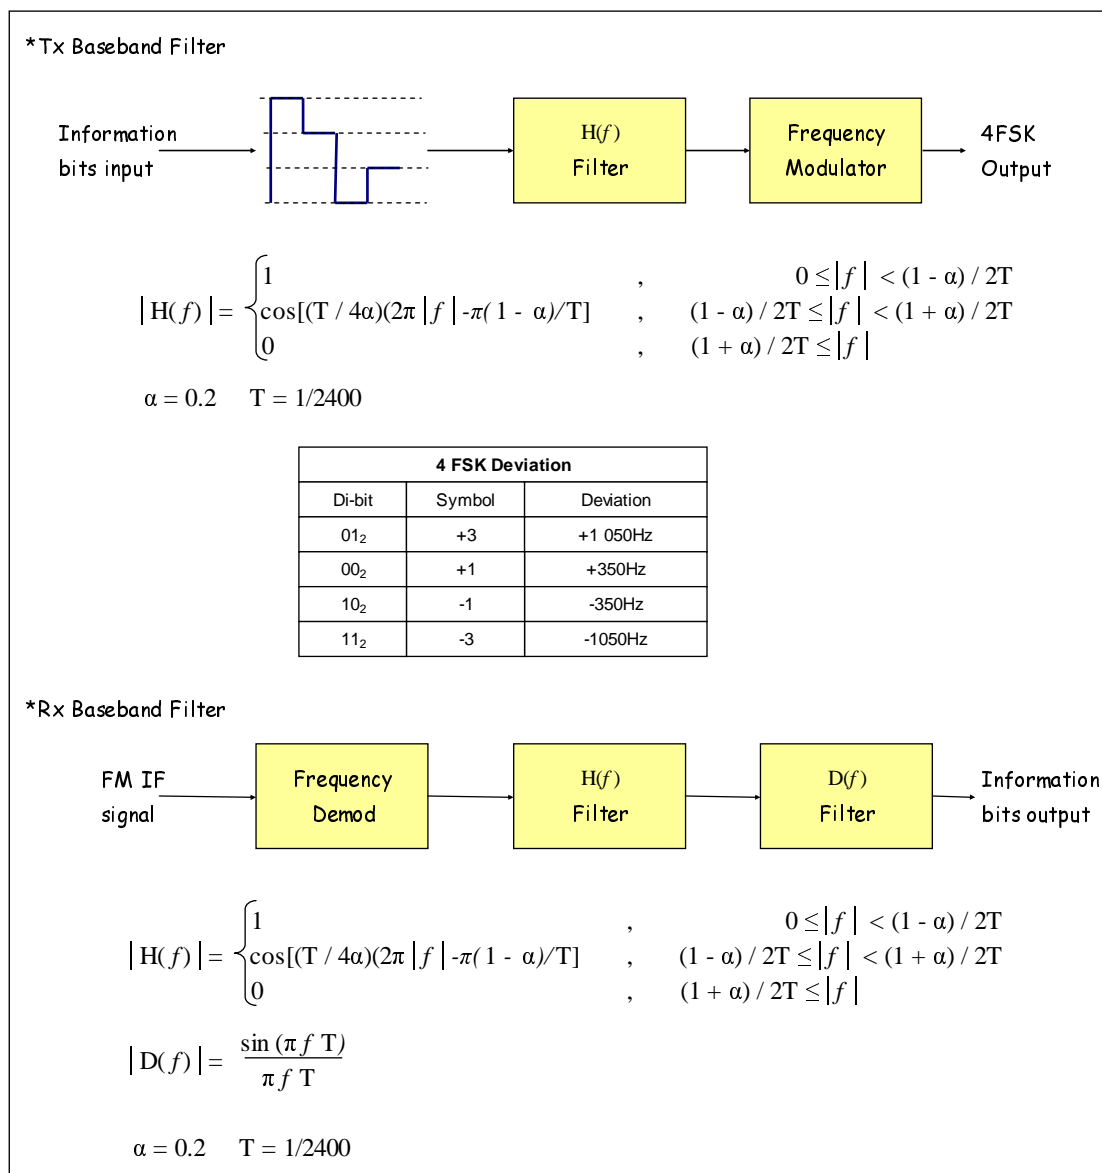 *Tx Baseband Filter
Information
bits input
H(f)
Filter
Frequency
Modulator
4FSK
Output
|H(f)| = {1 , 0 ≤ |f| < (1 - α) / 2T
cos[(T / 4α)(2π |f| -π( 1 - α)/T] , (1 - α) / 2T ≤ |f| < (1 + α) / 2T
0 , (1 + α) / 2T ≤ |f|
α = 0.2 T = 1/2400
4 FSK Deviation
Di-bit Symbol Deviation
01₂ +3 +1 050Hz
00₂ +1 +350Hz
10₂ -1 -350Hz
11₂ -3 -1050Hz
*Rx Baseband Filter
FM IF
signal
Frequency
Demod
H(f)
Filter
D(f)
Filter
Information
bits output
|H(f)| = {1 , 0 ≤ |f| < (1 - α) / 2T
cos[(T / 4α)(2π |f| -π( 1 - α)/T] , (1 - α) / 2T ≤ |f| < (1 + α) / 2T
0 , (1 + α) / 2T ≤ |f|
|D(f)| = sin (π f T)
π f T
α = 0.2 T = 1/2400